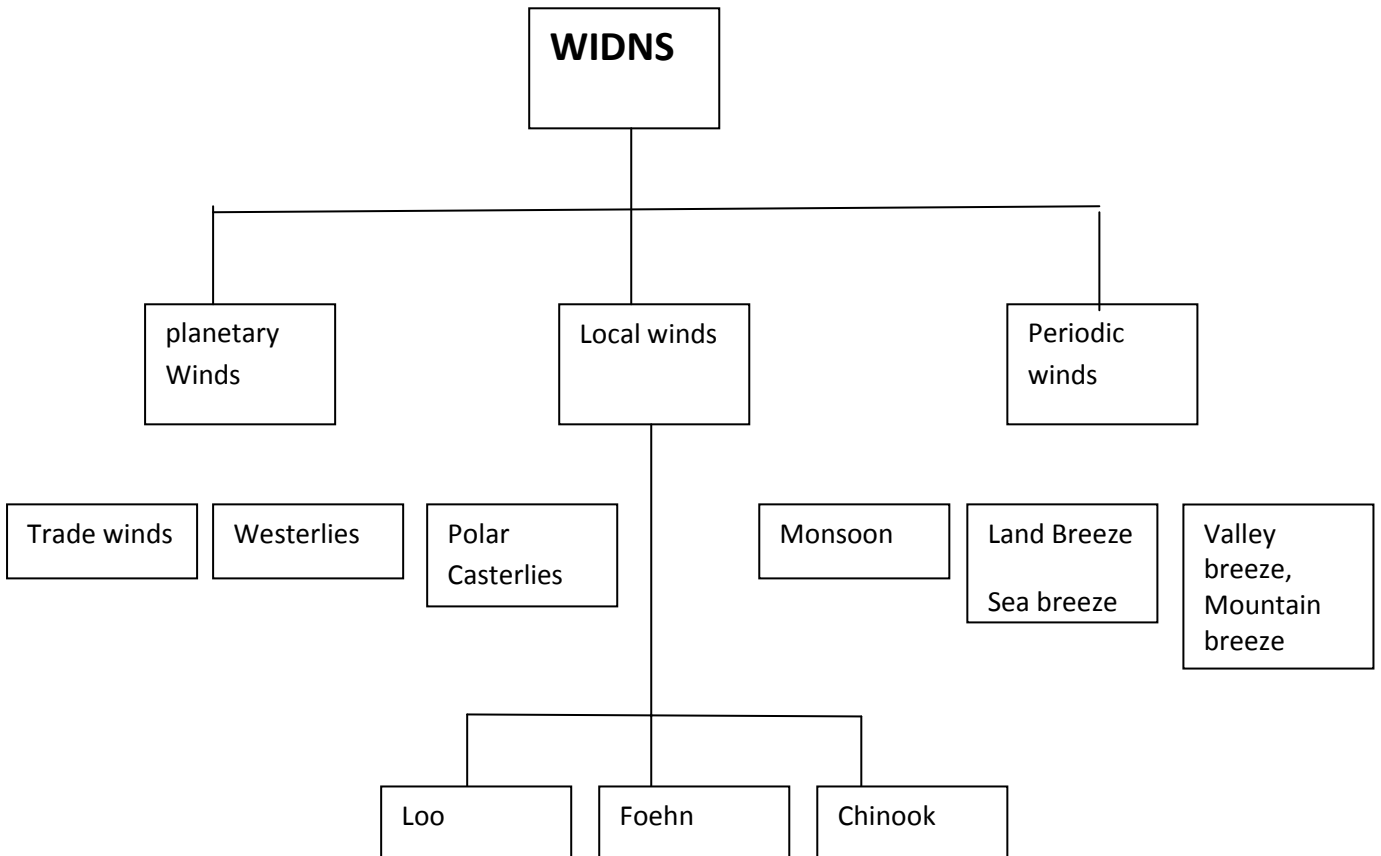 WIDNS
planetary
Winds
Local winds
Periodic
winds
Trade winds
Westerlies
Polar
Casterlies
Monsoon
Land Breeze
Sea breeze
Valley
breeze,
Mountain
breeze
Loo
Foehn
Chinook